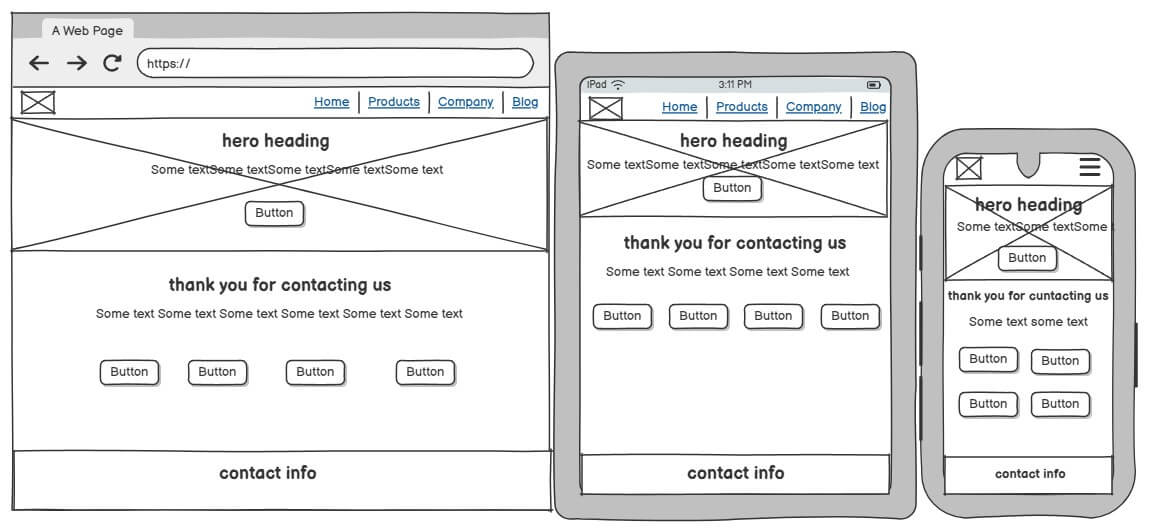 A Web Page
https://
Home Products Company Blog
hero heading
Some textSome textSome textSome textSome text
Button
thank you for contacting us
Some text Some text Some text Some text Some text Some text
Button Button Button Button
contact info
iPad 3:11 PM
Home Products Company Blog
hero heading
Some textSome textSome textSome textSome text
Button
thank you for contacting us
Some text Some text Some text Some text
Button Button Button Button
contact info
hero heading
Some textSome textSome
Button
thank you for cuntacting us
Some text some text
Button Button
Button Button
contact info